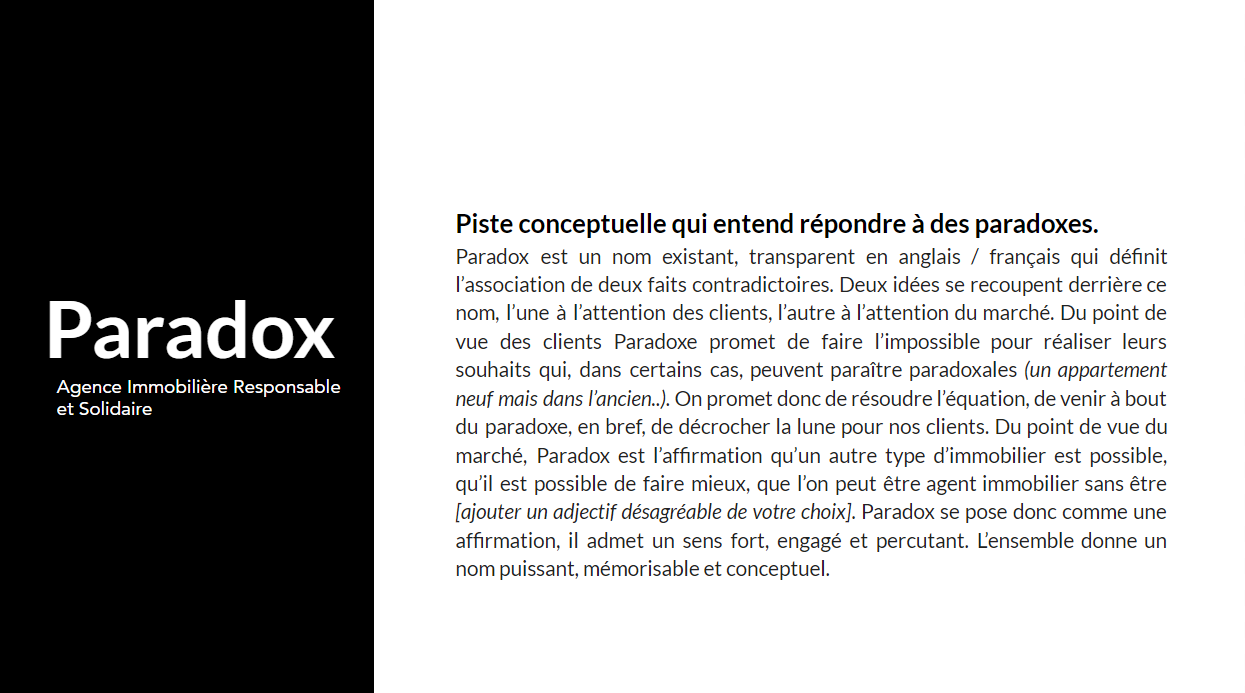 Paradox
Agence Immobilière Responsable
et Solidaire
Piste conceptuelle qui entend répondre à des paradoxes.
Paradox est un nom existant, transparent en anglais / français qui définit
l’association de deux faits contradictoires. Deux idées se recoupent derrière ce
nom, l’une à l’attention des clients, l’autre à l’attention du marché. Du point de
vue des clients Paradoxe promet de faire l’impossible pour réaliser leurs
souhaits qui, dans certains cas, peuvent paraître paradoxales (un appartement
neuf mais dans l’ancien..). On promet donc de résoudre l’équation, de venir à bout
du paradoxe, en bref, de décrocher la lune pour nos clients. Du point de vue du
marché, Paradox est l’affirmation qu’un autre type d’immobilier est possible,
qu’il est possible de faire mieux, que l’on peut être agent immobilier sans être
[ajouter un adjectif désagréable de votre choix]. Paradox se pose donc comme une
affirmation, il admet un sens fort, engagé et percutant. L’ensemble donne un
nom puissant, mémorisable et conceptuel.